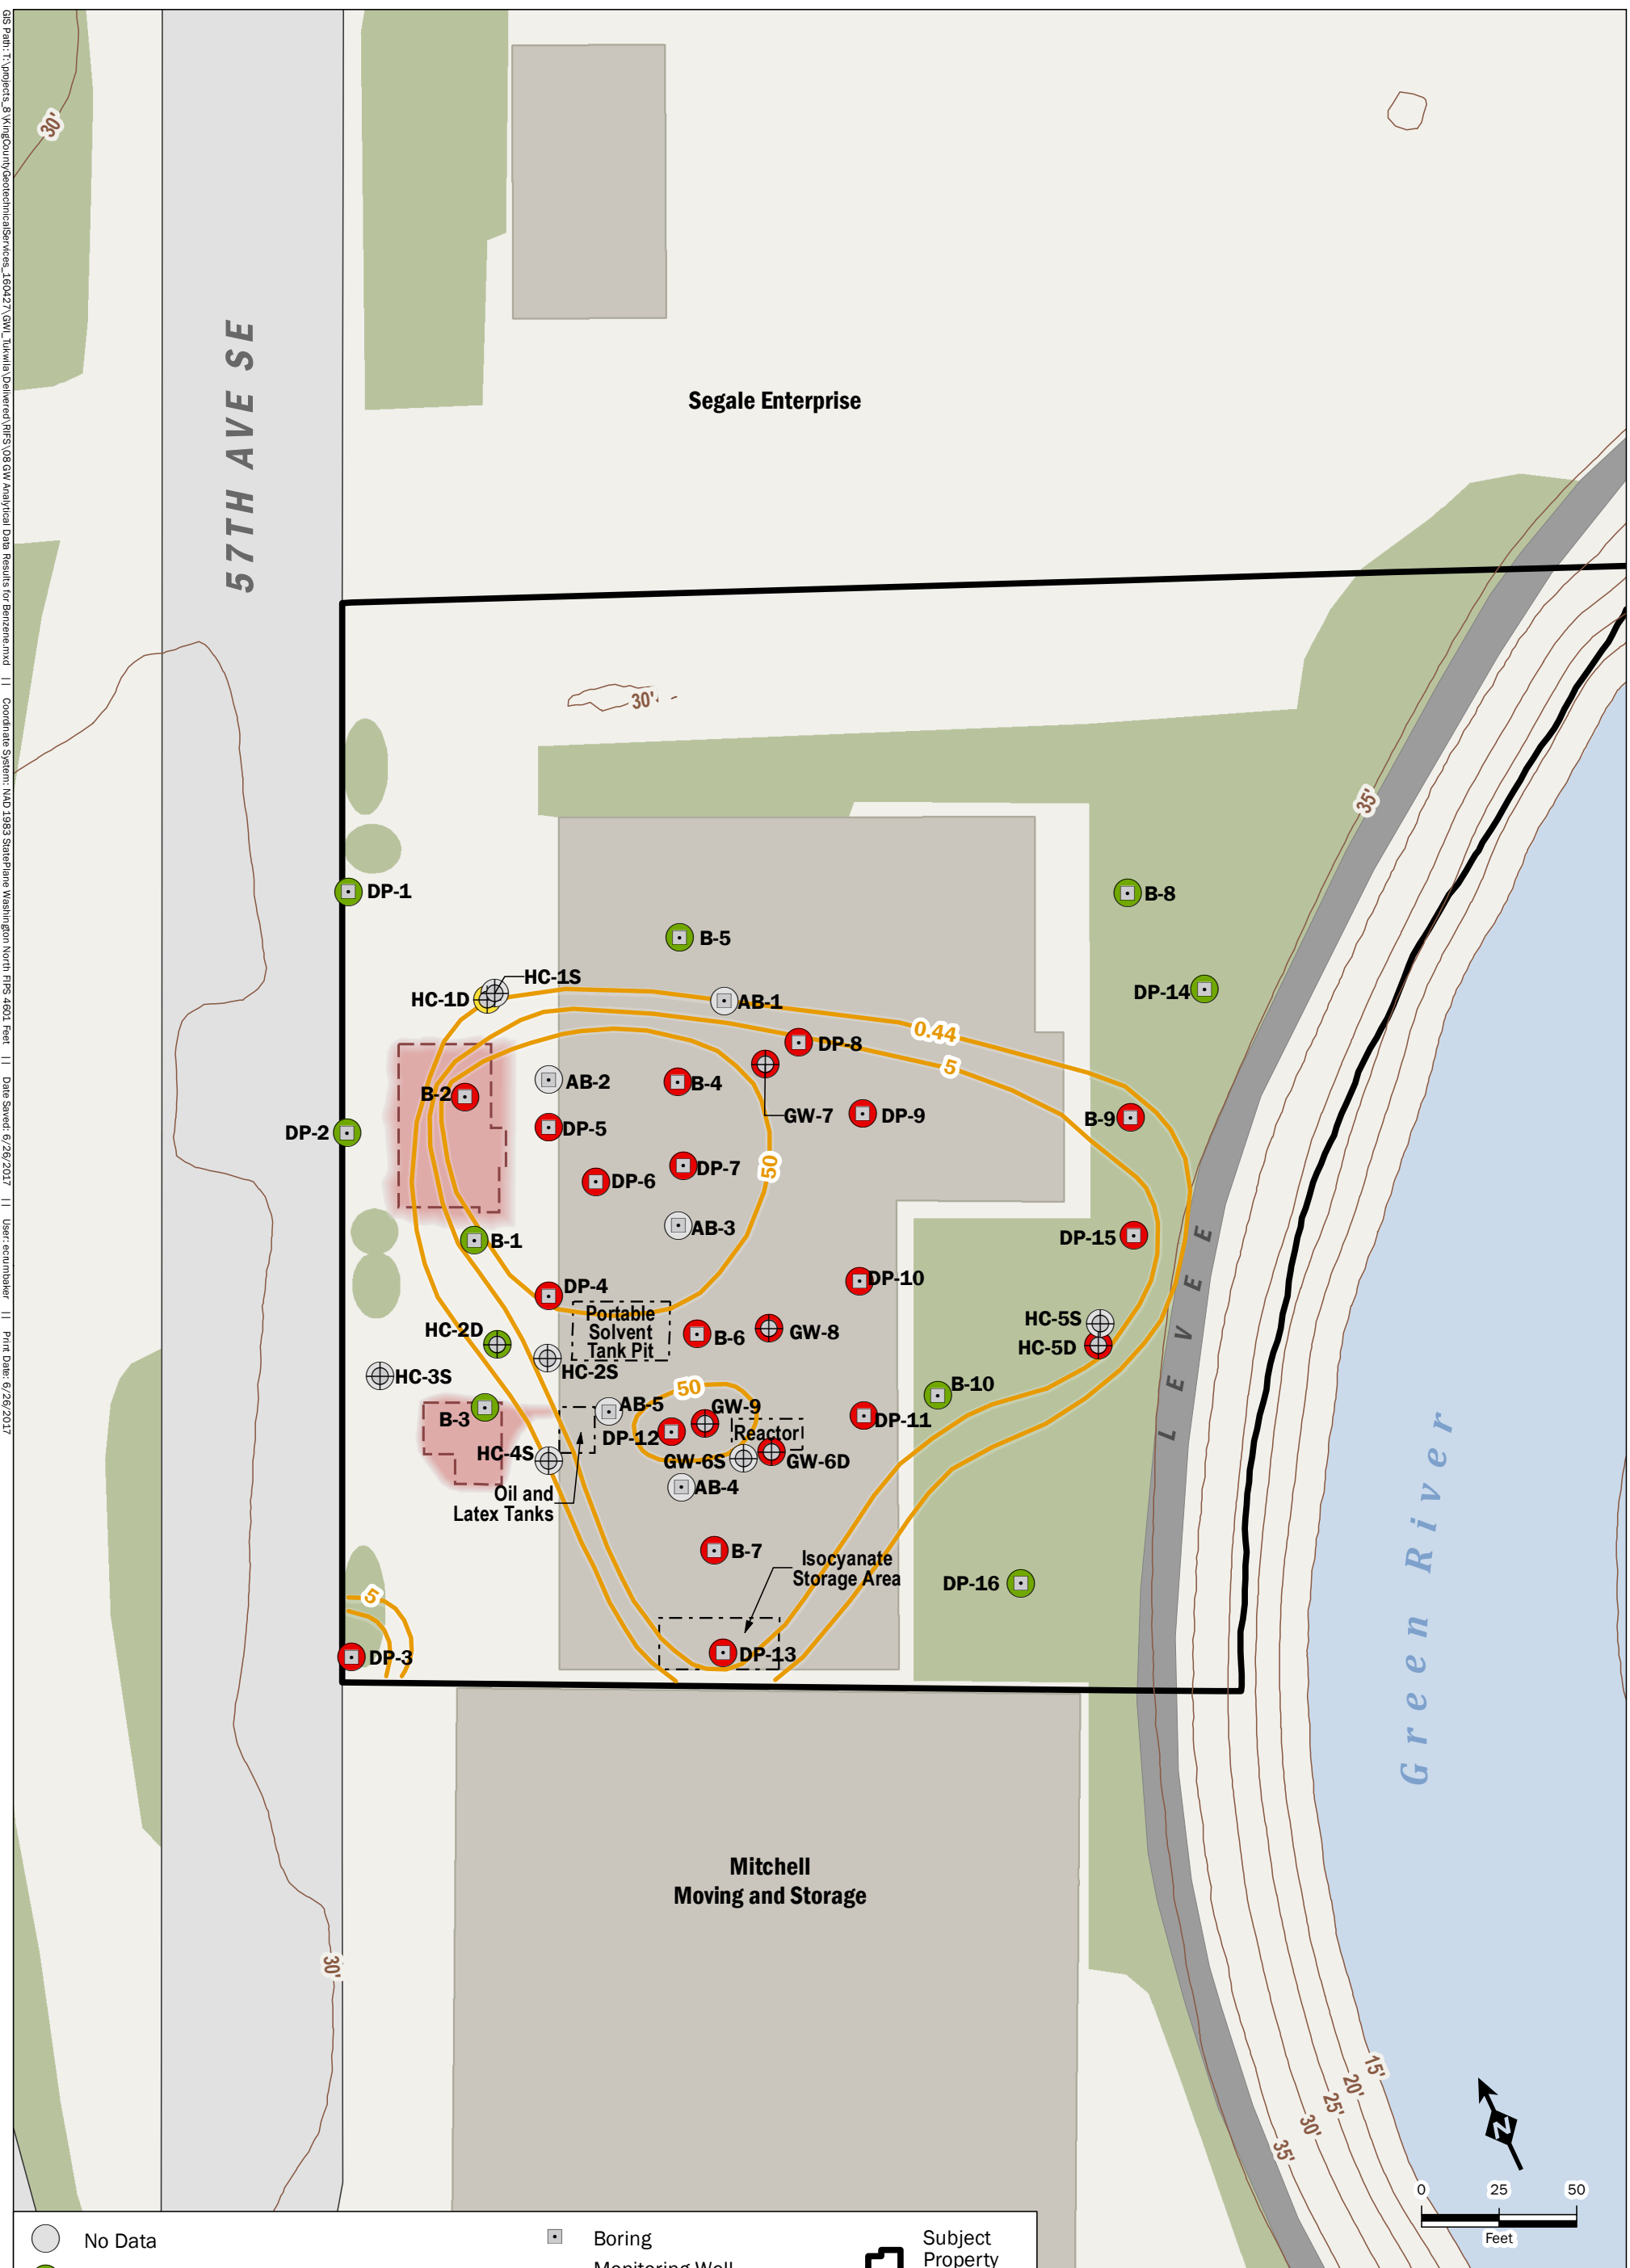 GIS Path: T:\projects_8\KingCountyGeotechnicalServices_160427\GWI_Tukwila\Delivered\RIFS\08 GW Analytical Data Results for Benzene.mxd || Coordinate System: NAD 1983 StatePlane Washington North FIPS 4601 Feet || Date Saved: 6/26/2017 || User: ecrumbaker || Print Date: 6/26/2017
30'
57TH AVE SE
Segale Enterprise
30'
35'
DP-1
B-8
B-5
HC-1S
HC-1D
AB-1
DP-14
0.44
DP-8
5
AB-2
B-4
B-2
GW-7
DP-9
B-9
DP-5
DP-2
50
DP-7
DP-6
AB-3
DP-15
B-1
DP-10
DP-4
LEVEE
Portable
Solvent
Tank Pit
HC-5S
HC-2D
B-6
GW-8
HC-5D
HC-2S
HC-3S
B-10
50
AB-5
GW-9
B-3
DP-11
Reactor
DP-12
HC-4S
GW-6S
GW-6D
AB-4
Oil and
Latex Tanks
Green River
B-7
Isocyanate
Storage Area
DP-16
5
DP-3
DP-13
Mitchell
Moving and Storage
30'
15'
20'
25'
30'
35'
N
0 25 50
Feet
No Data
Boring
Monitoring Well
Subject
Property